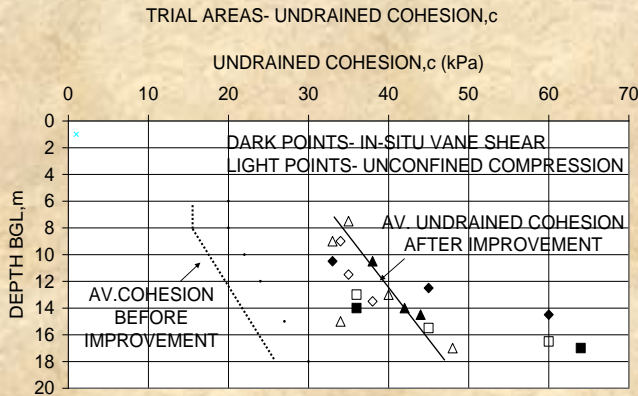 TRIAL AREAS- UNDRAINED COHESION,c
UNDRAINED COHESION,c (kPa)
0 10 20 30 40 50 60 70
0
2
4
6
8
10
12
14
16
18
20
DEPTH BGL,m
DARK POINTS- IN-SITU VANE SHEAR
LIGHT POINTS- UNCONFINED COMPRESSION
AV. UNDRAINED COHESION
AFTER IMPROVEMENT
AV.COHESION
BEFORE
IMPROVEMENT